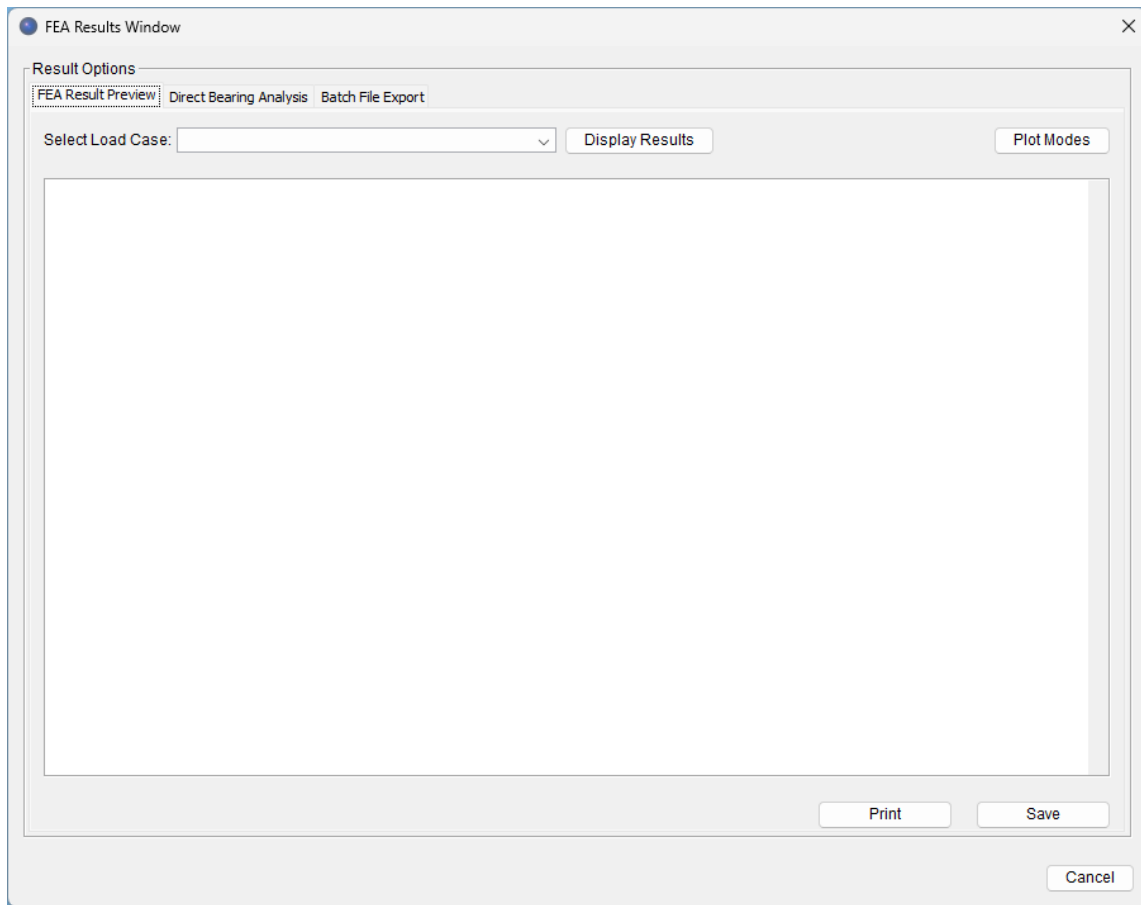 FEA Results Window
Result Options
FEA Result Preview Direct Bearing Analysis Batch File Export
Select Load Case: Display Results Plot Modes
Print Save
Cancel